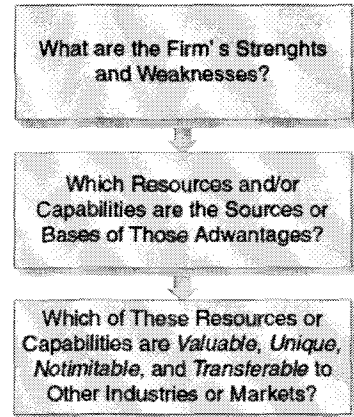 What are the Firm's Strenghts
and Weaknesses?
Which Resources and/or
Capabilities are the Sources or
Bases of Those Adwantages?
Which of These Resources or
Capabilities are Valuable, Unique,
Notimitable, and Transferable to
Other Industries or Markets?